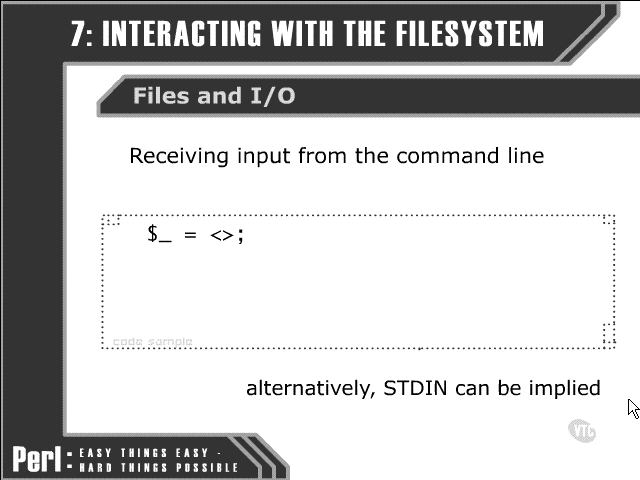 7: INTERACTING WITH THE FILESYSTEM
Files and I/O
Receiving input from the command line
$_ = <>;
code sample
alternatively, STDIN can be implied
VTC
Perl: EASY THINGS EASY -
HARD THINGS POSSIBLE